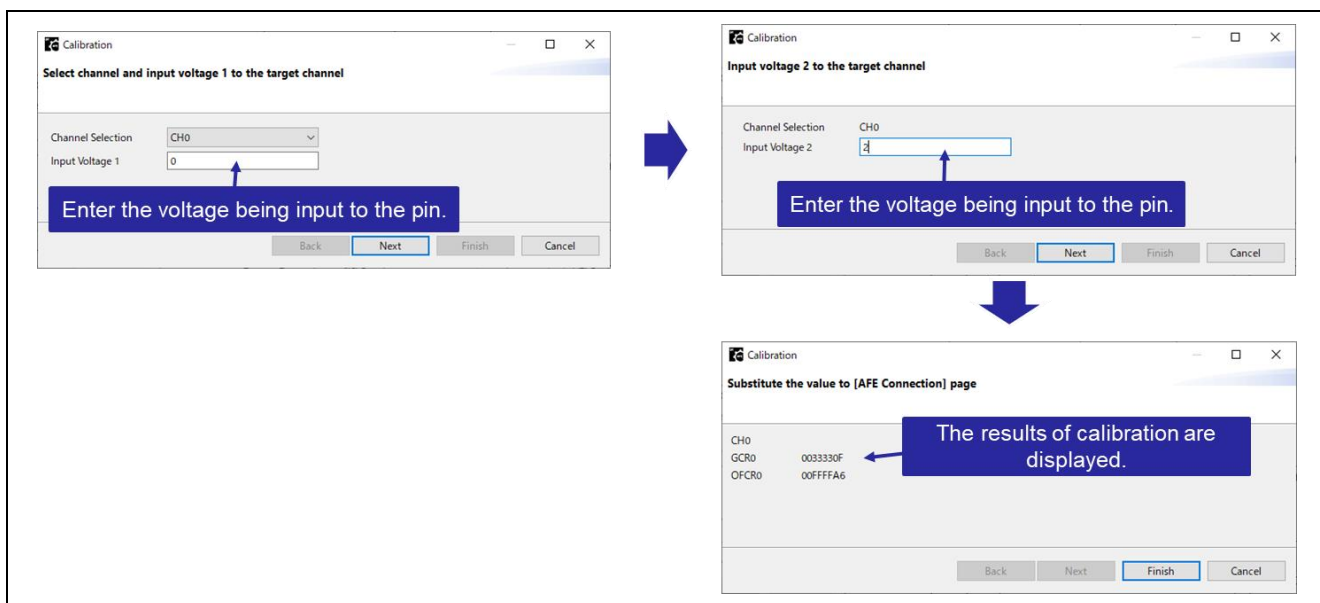 Calibration
Select channel and input voltage 1 to the target channel
Channel Selection CH0
Input Voltage 1 0
Enter the voltage being input to the pin.
Back Next Finish Cancel
Calibration
Input voltage 2 to the target channel
Channel Selection CH0
Input Voltage 2 2
Enter the voltage being input to the pin.
Back Next Finish Cancel
Calibration
Substitute the value to [AFE Connection] page
The results of calibration are
displayed.
CH0
GCR0 0033330F
OFCR0 00FFFFA6
Back Next Finish Cancel